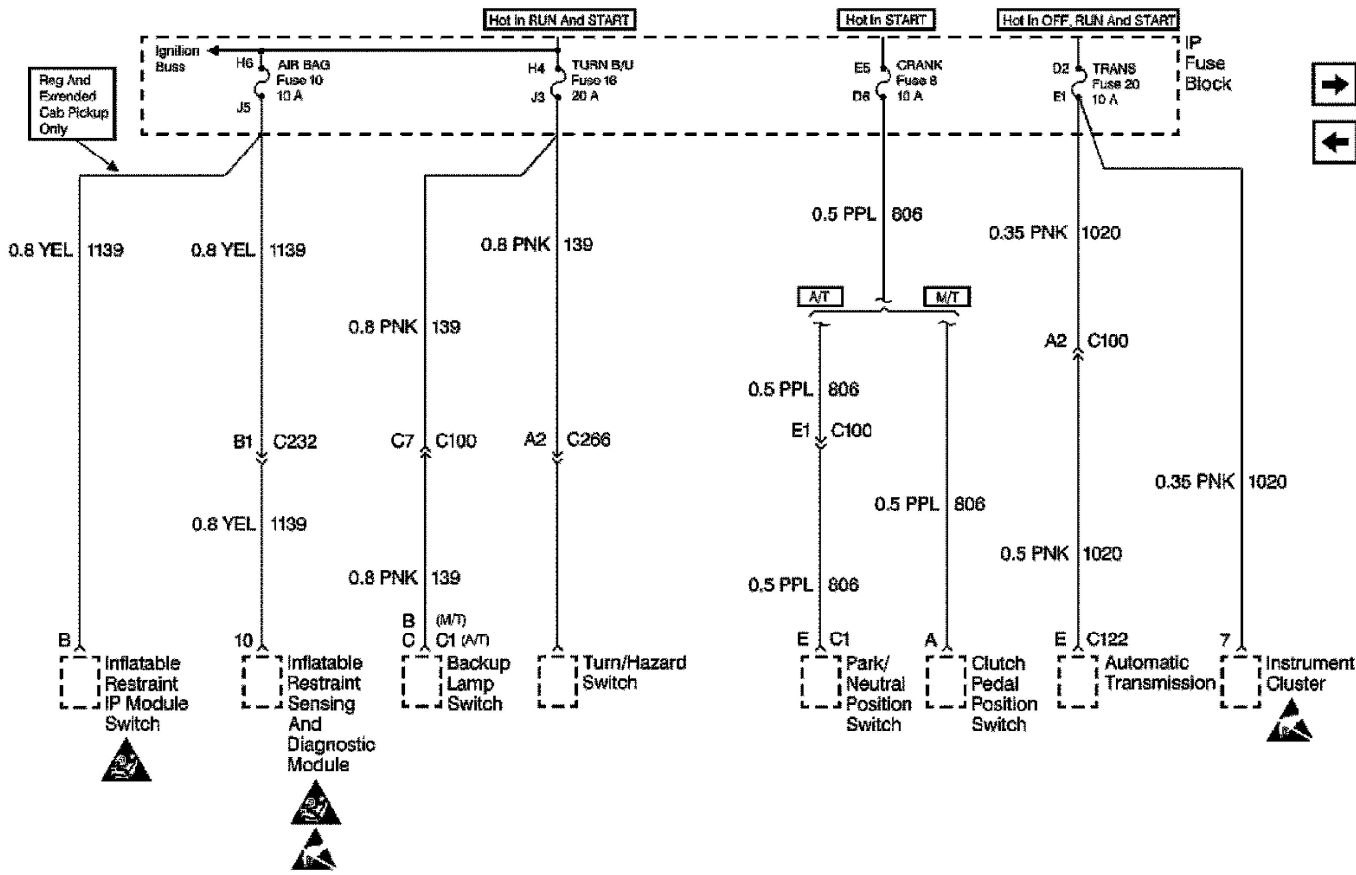 Hot In RUN And START
Hot In START
Hot In OFF, RUN And START
Ignition
Buss
H6
AIR BAG
Fuse 10
10 A
J5
H4
TURN B/U
Fuse 16
20 A
J3
E5
CRANK
Fuse 8
10 A
D6
D2
TRANS
Fuse 20
10 A
E1
IP
Fuse
Block
Reg And
Exrended
Cab Pickup
Only
0.8 YEL 1139
0.8 YEL 1139
0.8 PNK 139
0.5 PPL 806
0.35 PNK 1020
A/T
M/T
0.8 PNK 139
A2 C100
0.5 PPL 806
B1 C232
C7 C100
A2 C266
E1 C100
0.35 PNK 1020
0.5 PPL 806
0.8 YEL 1139
0.5 PNK 1020
0.8 PNK 139
0.5 PPL 806
B
10
B (M/T)
C C1 (A/T)
E C1
A
E C122
7
Inflatable
Restraint
IP Module
Switch
Inflatable
Restraint
Sensing
And
Diagnostic
Module
Backup
Lamp
Switch
Turn/Hazard
Switch
Park/
Neutral
Position
Switch
Clutch
Pedal
Position
Switch
Automatic
Transmission
Instrument
Cluster